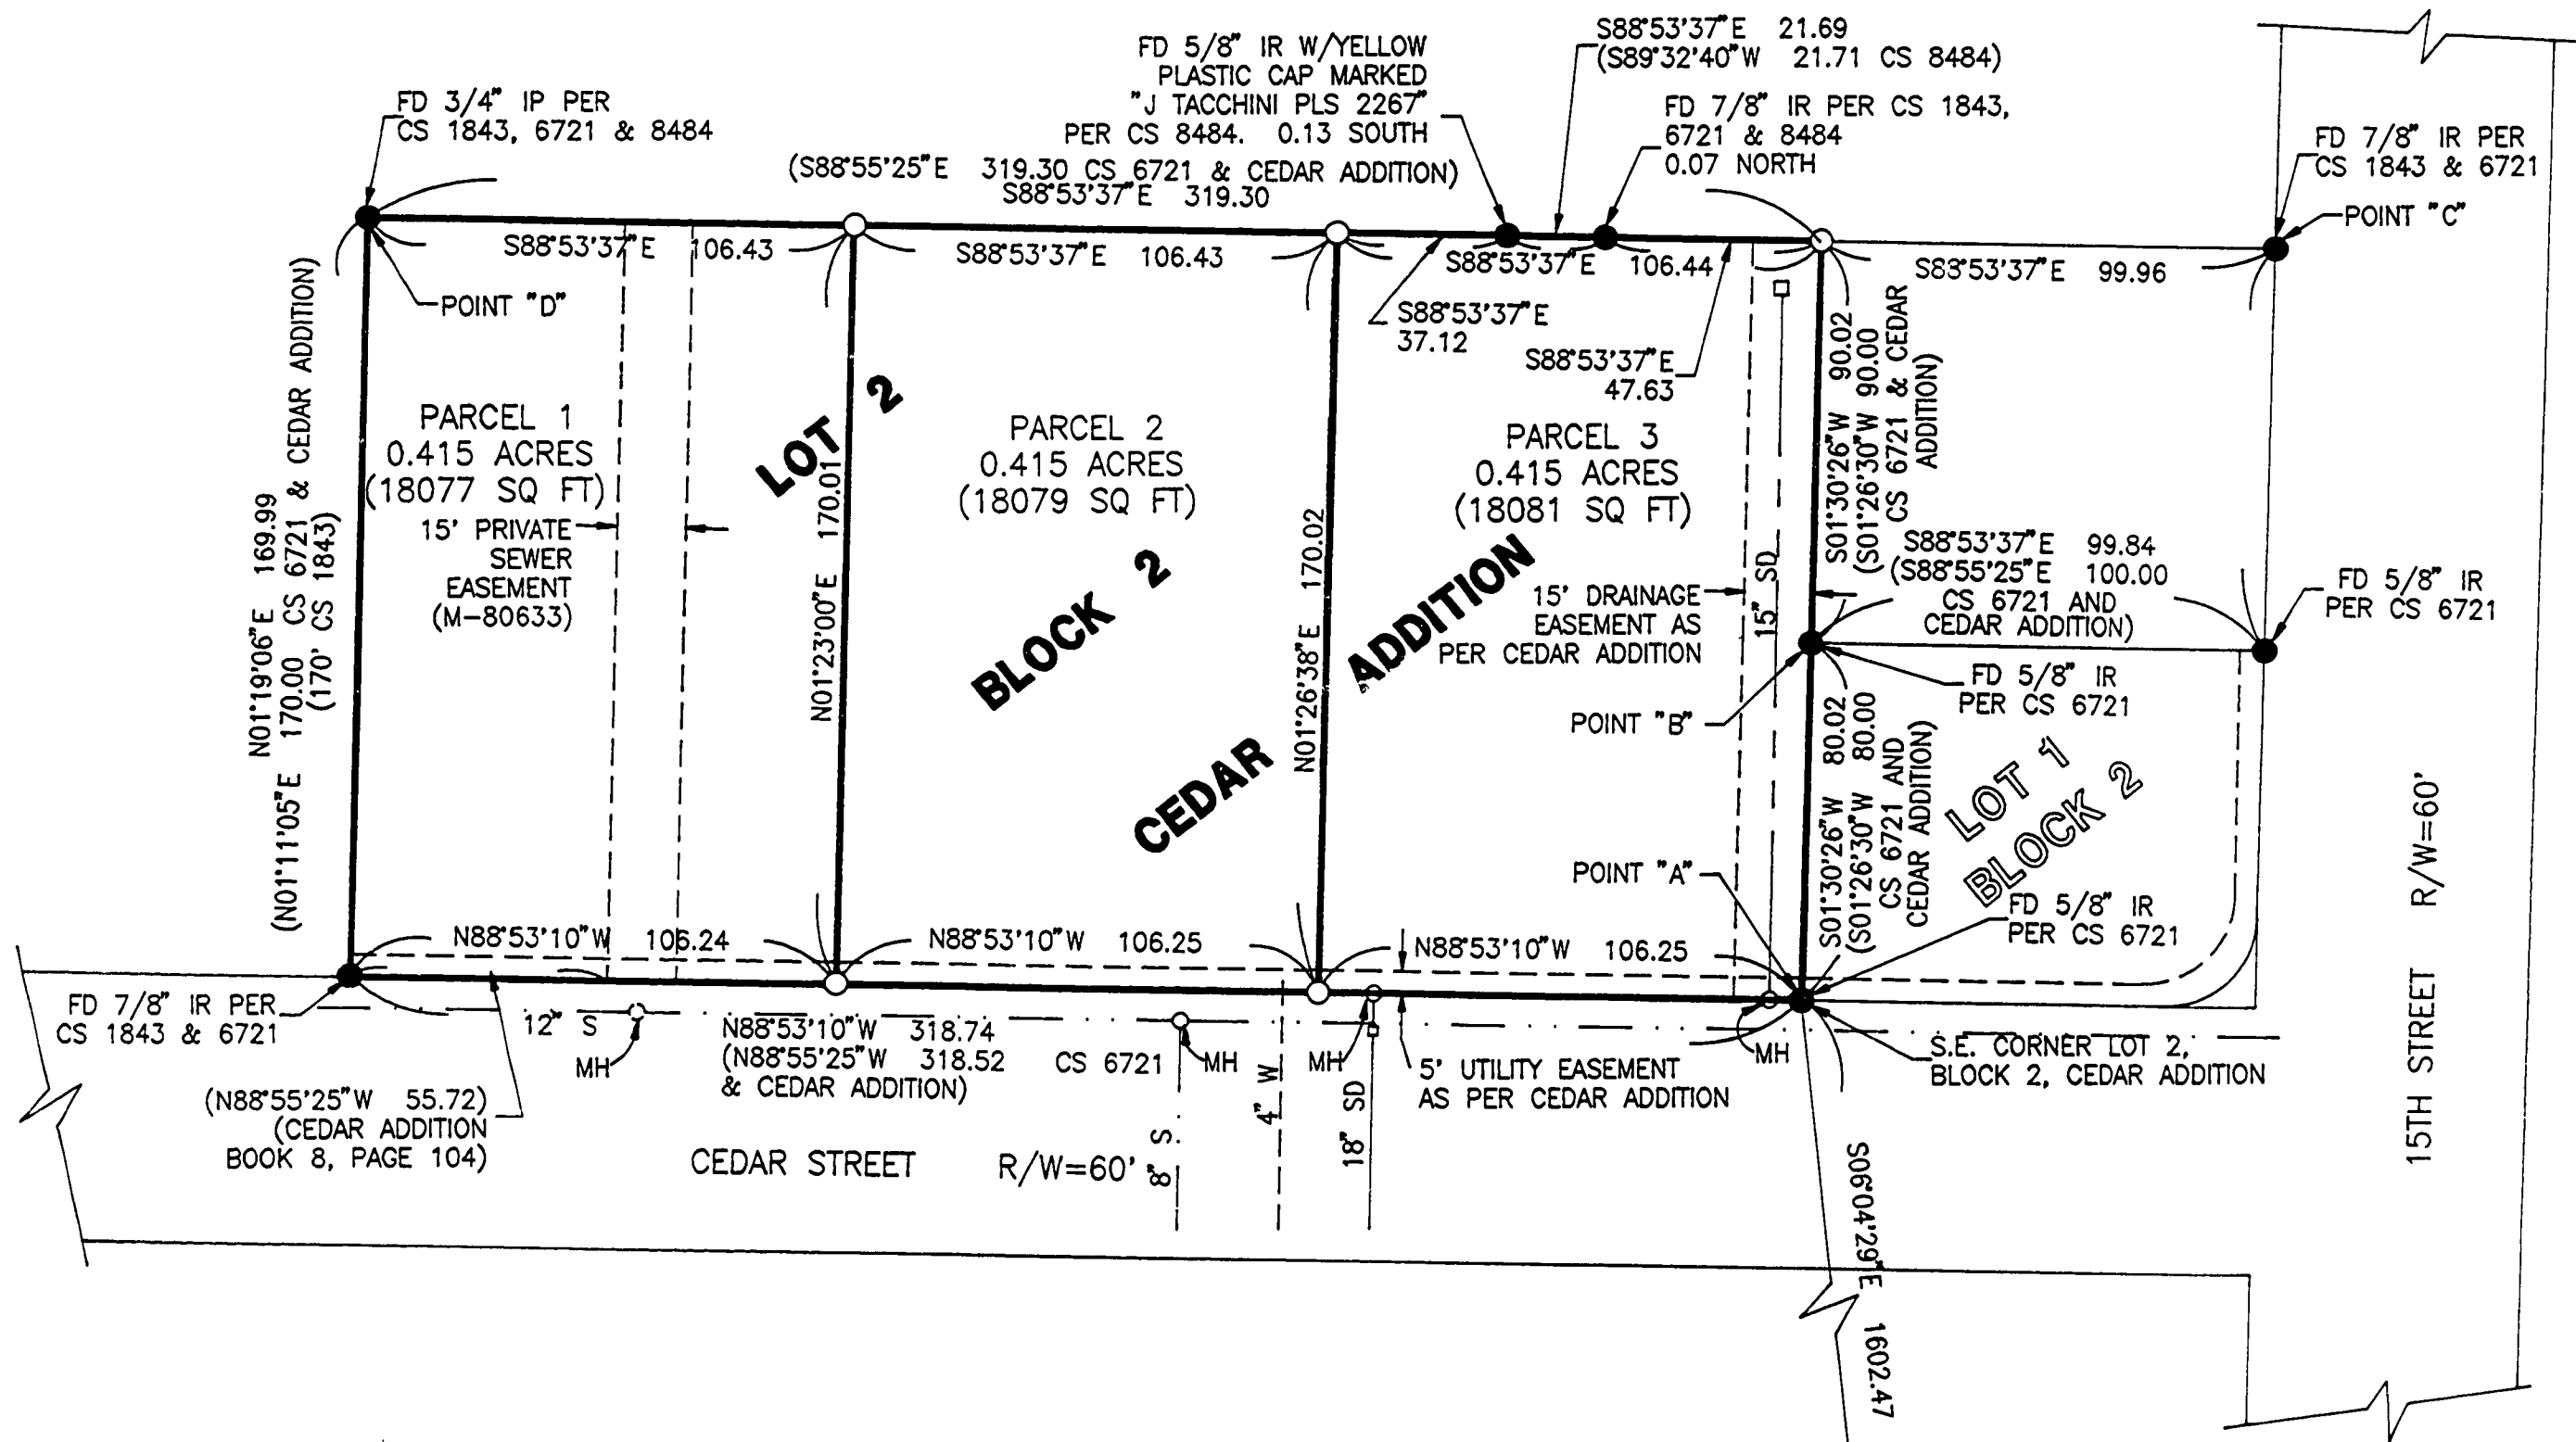 S88°53'37"E 21.69
(S89°32'40"W 21.71 CS 8484)
FD 5/8" IR W/YELLOW
PLASTIC CAP MARKED
"J TACCHINI PLS 2267"
PER CS 8484. 0.13 SOUTH
FD 3/4" IP PER
CS 1843, 6721 & 8484
FD 7/8" IR PER CS 1843,
6721 & 8484
0.07 NORTH
FD 7/8" IR PER
CS 1843 & 6721
POINT "C"
(S88°55'25"E 319.30 CS 6721 & CEDAR ADDITION)
S88°53'37"E 319.30
S88°53'37"E 106.43
S88°53'37"E 106.43
S88°53'37"E 106.44
S83°53'37"E 99.96
POINT "D"
S88°53'37"E
37.12
S88°53'37"E
47.63
N01°19'06"E 169.99
(N01°11'05"E 170.00 CS 6721 & CEDAR ADDITION)
(170' CS 1843)
PARCEL 1
0.415 ACRES
(18077 SQ FT)
15' PRIVATE
SEWER
EASEMENT
(M-80633)
LOT 2
N01°23'00"E 170.01
PARCEL 2
0.415 ACRES
(18079 SQ FT)
BLOCK 2
N01°26'38"E 170.02
PARCEL 3
0.415 ACRES
(18081 SQ FT)
CEDAR ADDITION
15' DRAINAGE
EASEMENT AS
PER CEDAR ADDITION
15" SD
S01°30'26"W 90.02
(S01°26'30"W 90.00
CS 6721 & CEDAR
ADDITION)
S88°53'37"E 99.84
(S88°55'25"E 100.00
CS 6721 AND
CEDAR ADDITION)
FD 5/8" IR
PER CS 6721
FD 5/8" IR
PER CS 6721
POINT "B"
S01°30'26"W 80.02
(S01°26'30"W 80.00
CS 6721 AND
CEDAR ADDITION)
LOT 1
BLOCK 2
POINT "A"
FD 5/8" IR
PER CS 6721
N88°53'10"W 106.24
N88°53'10"W 106.25
N88°53'10"W 106.25
FD 7/8" IR PER
CS 1843 & 6721
12" S
MH
N88°53'10"W 318.74
(N88°55'25"W 318.52 CS 6721
& CEDAR ADDITION)
MH
MH
5' UTILITY EASEMENT
AS PER CEDAR ADDITION
MH
S.E. CORNER LOT 2,
BLOCK 2, CEDAR ADDITION
(N88°55'25"W 55.72)
(CEDAR ADDITION
BOOK 8, PAGE 104)
CEDAR STREET R/W=60'
8" S.
4" W
18" SD
S06°04'29"E 1602.47
15TH STREET R/W=60'